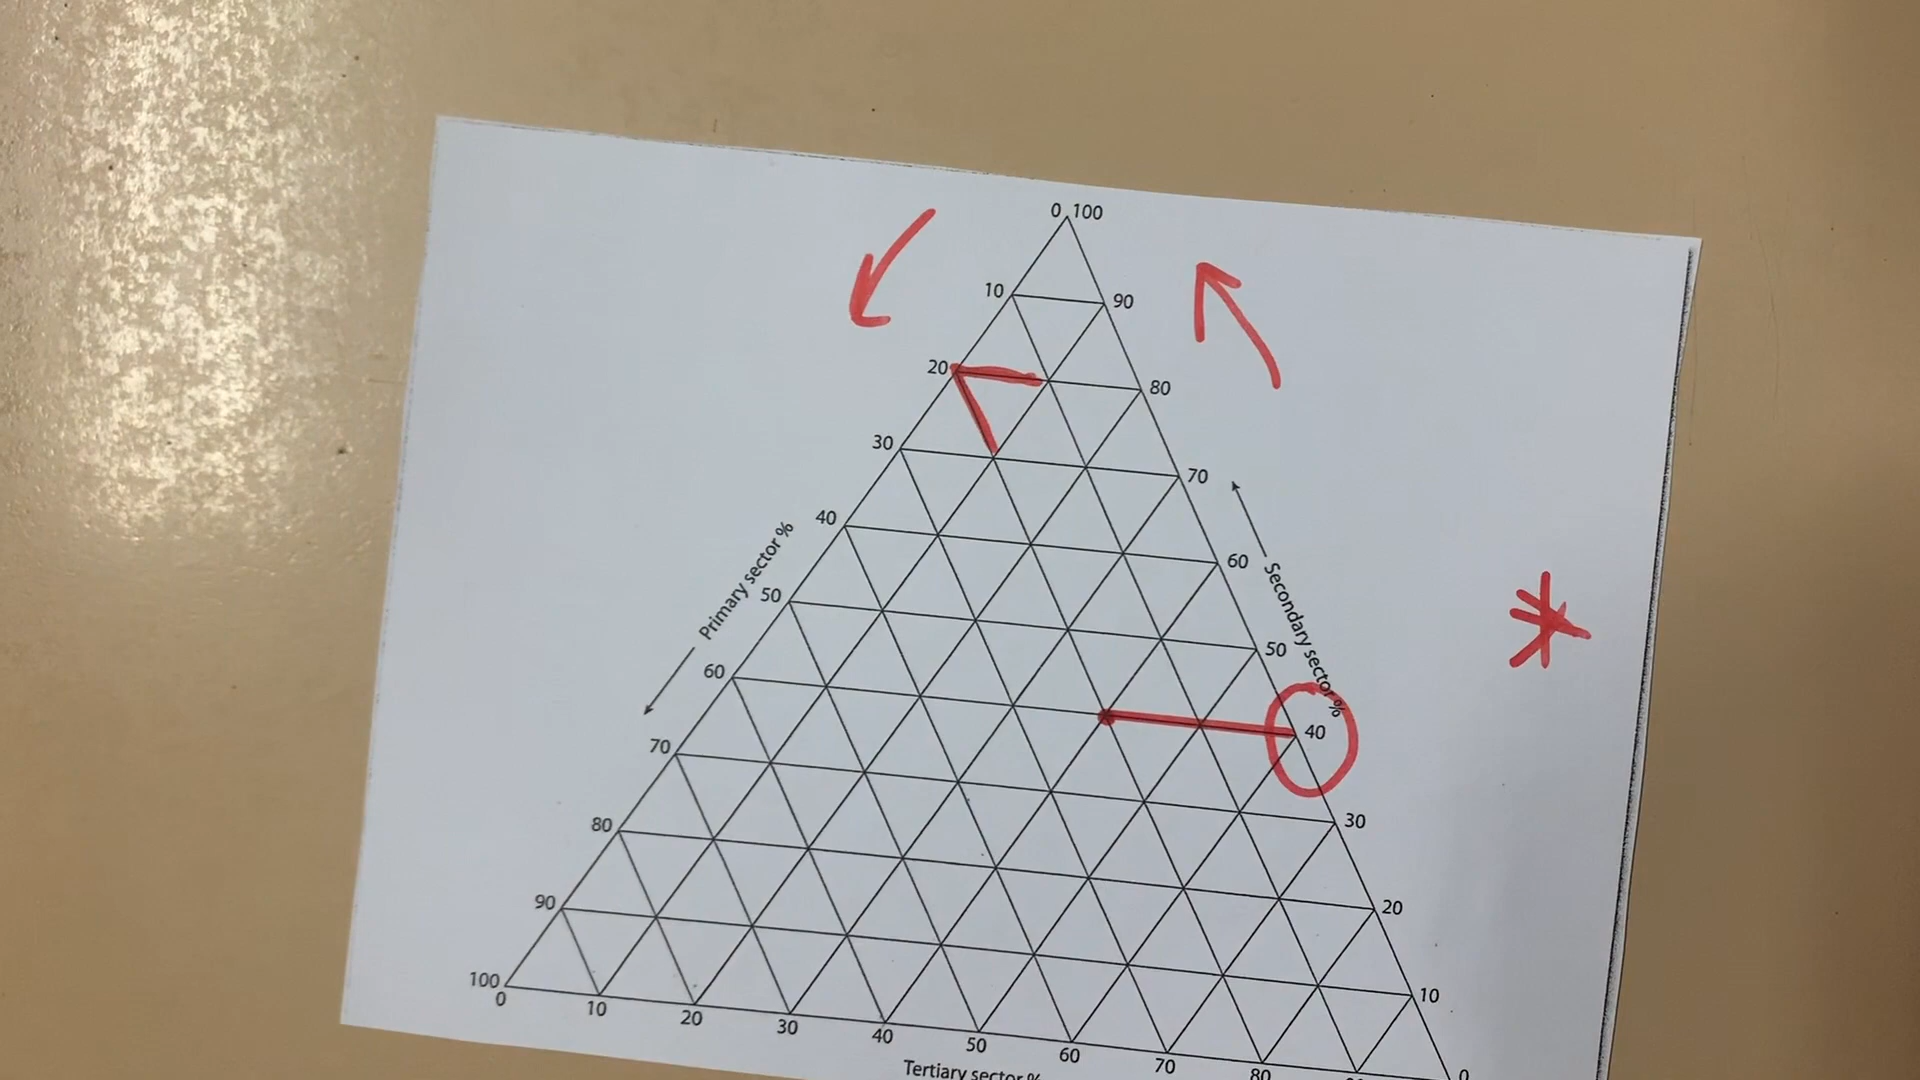 0 100
10 90
20 80
30 70
40 60
Primary sector %
Secondary sector %
50 50
60 40
70 30
80 20
90 10
100 0
0 10 20 30 40 50 60 70 80
Tertiary sector %